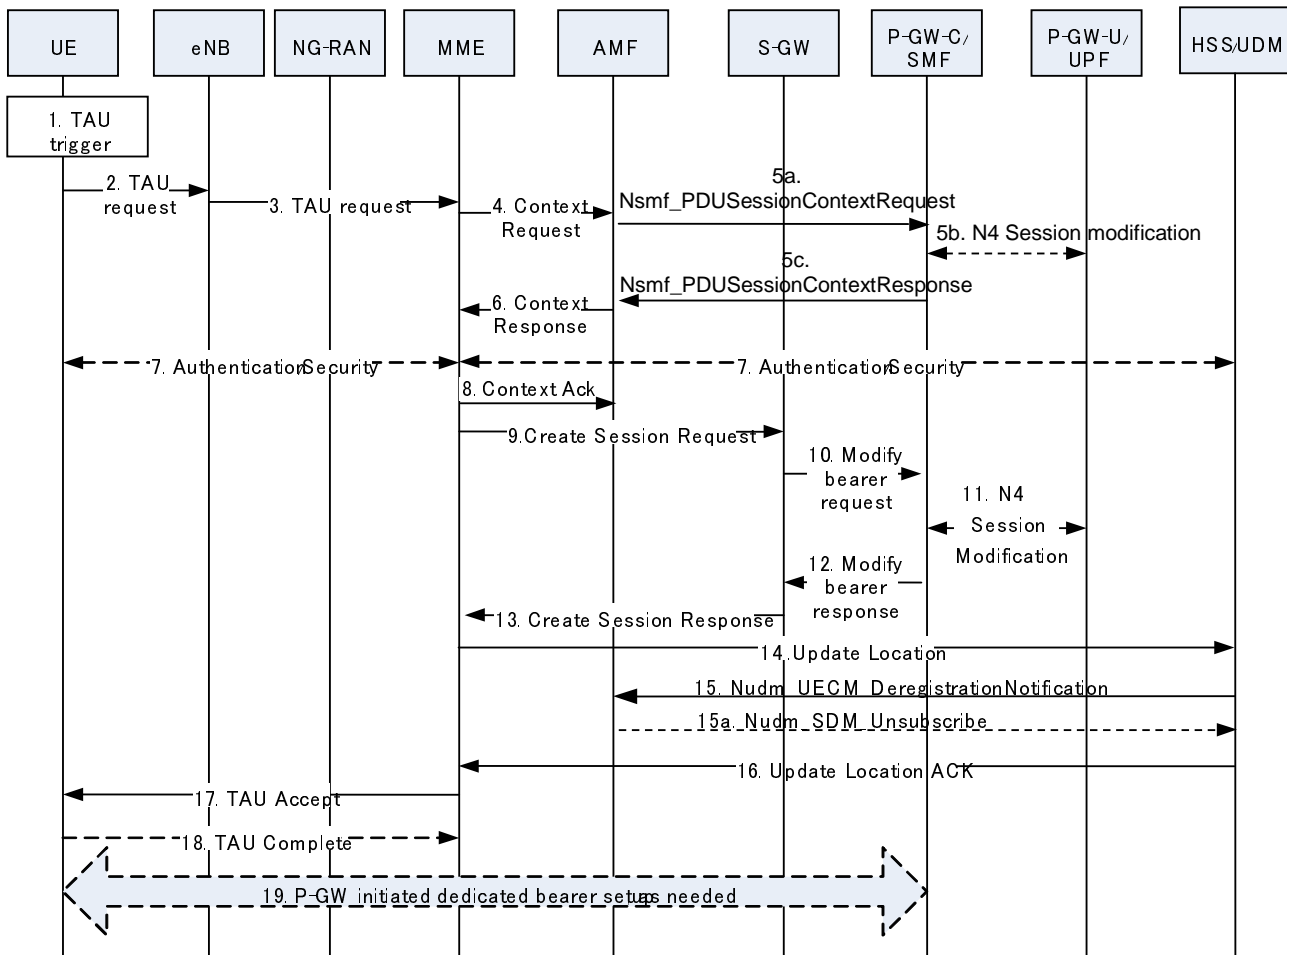 UE
eNB
NG-RAN
MME
AMF
S-GW
P-GW-C/
SMF
P-GW-U/
UPF
HSS/UDM
1. TAU
trigger
2. TAU
request
3. TAU request
4. Context
Request
5a.
Nsmf_PDUSessionContextRequest
5b. N4 Session modification
5c.
Nsmf_PDUSessionContextResponse
6. Context
Response
7. Authentication/Security
7. Authentication/Security
8. Context Ack
9.Create Session Request
10. Modify
bearer
request
11. N4
Session
Modification
12. Modify
bearer
response
13. Create Session Response
14.Update Location
15. Nudm_UECM_DeregistrationNotification
15a. Nudm_SDM_Unsubscribe
16. Update Location ACK
17. TAU Accept
18. TAU Complete
19. P-GW initiated dedicated bearer setup as needed